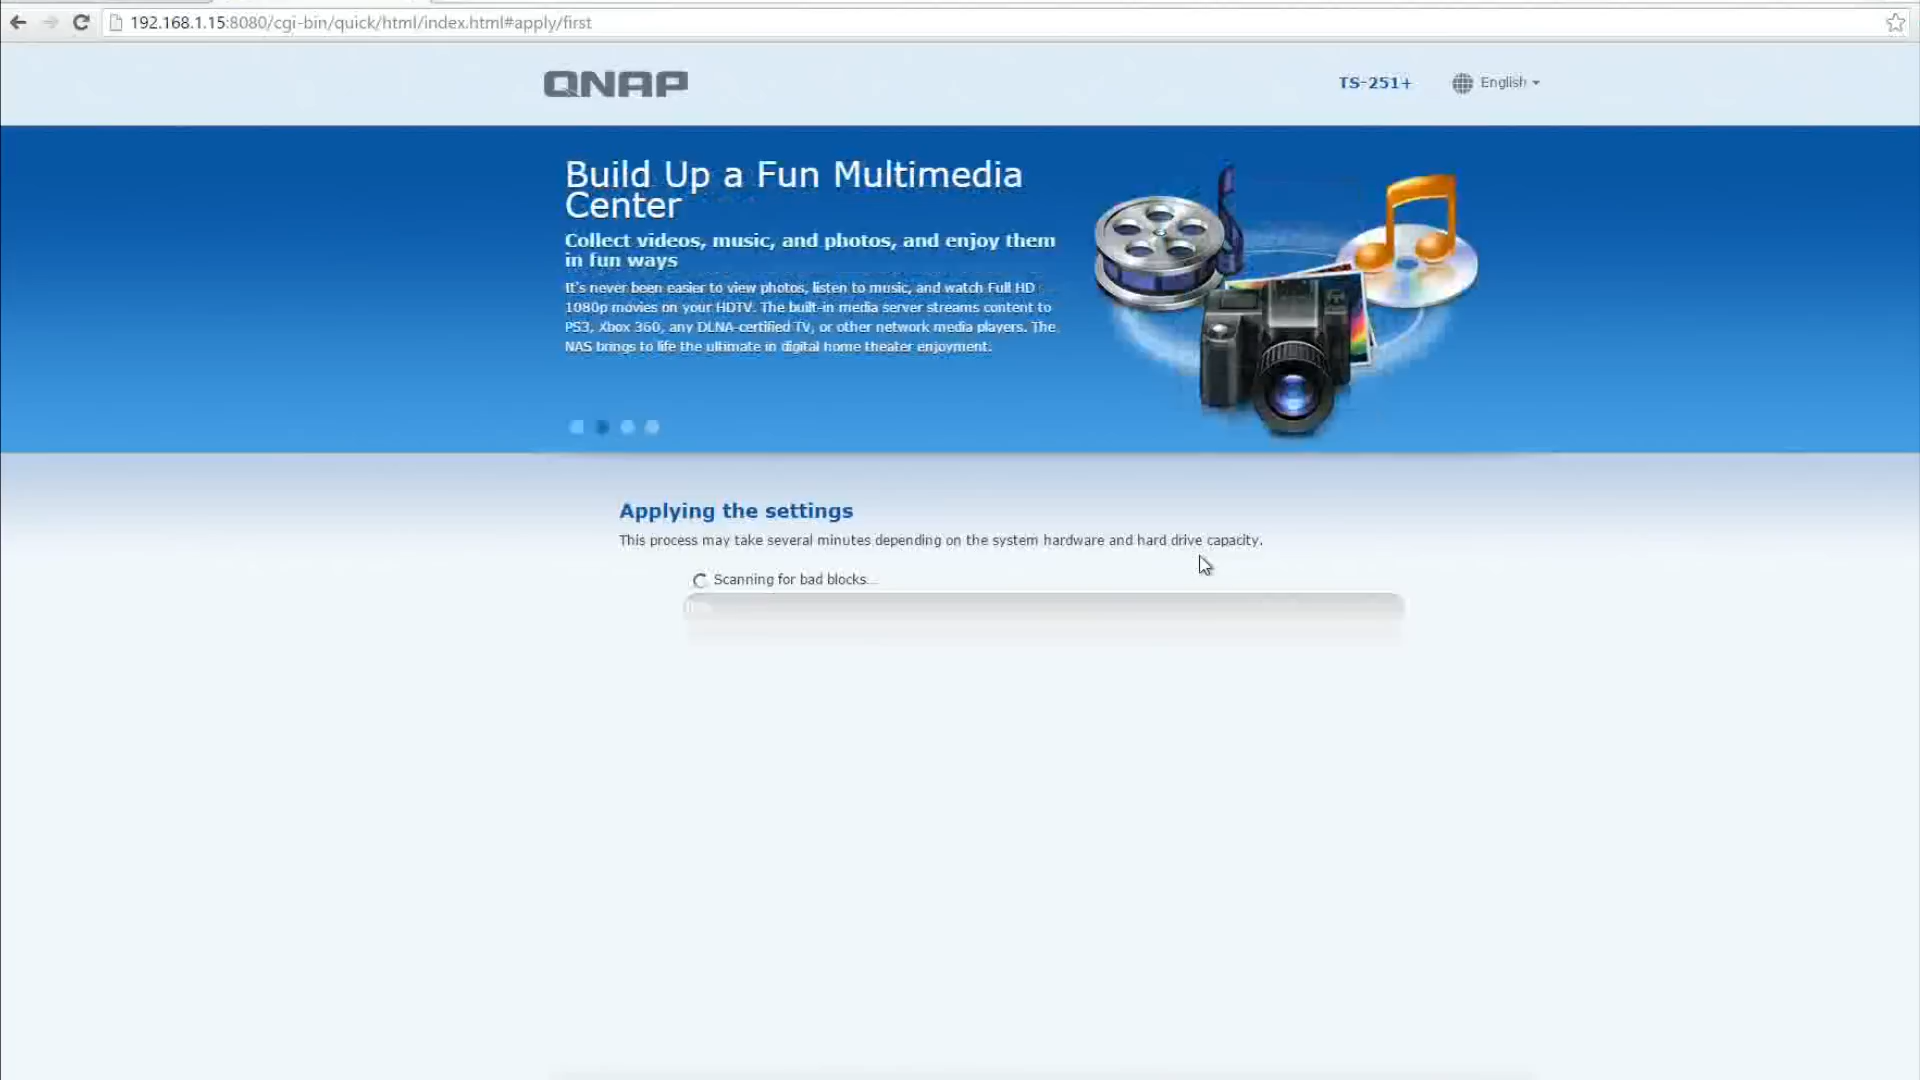 192.168.1.15:8080/cgi-bin/quick/html/index.html#apply/first
QNAP
TS-251+
English
Build Up a Fun Multimedia
Center
Collect videos, music, and photos, and enjoy them
in fun ways
It's never been easier to view photos, listen to music, and watch Full HD
1080p movies on your HDTV. The built-in media server streams content to
PS3, Xbox 360, any DLNA-certified TV, or other network media players. The
NAS brings to life the ultimate in digital home theater enjoyment.
Applying the settings
This process may take several minutes depending on the system hardware and hard drive capacity.
Scanning for bad blocks...